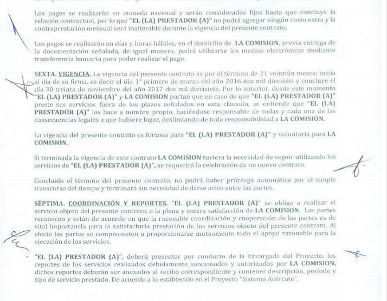 Los pagos se realizarán en moneda nacional y serán considerados fijos hasta que concluya la
relación contractual, por lo que "EL (LA) PRESTADOR (A)" no podrá agregar ningún costo extra y la
contraprestación mensual será inalterable durante la vigencia del presente contrato.
Los pagos se realizarán en días y horas hábiles, en el domicilio de LA COMISION, previa entrega de
la documentación señalada, de igual manera, podrá utilizarse los medios electrónicos mediante
transferencia bancaria para poder realizar el pago.
SEXTA. VIGENCIA. La vigencia del presente contrato es por el término de 21 veintiún meses; inicia
el día de su firma, es decir el día 1° primero de marzo del año 2016 dos mil dieciséis y concluye el
día 30 treinta de noviembre del 2017 dos mil diecisiete. Por lo anterior, desde este momento
"EL (LA) PRESTADOR (A)" y LA COMISION pactan que en caso de que "EL (LA) PRESTADOR (A)"
preste sus servicios fuera de los plazos señalados en esta cláusula, se entiende que "EL (LA)
PRESTADOR (A)" los hace a nombre propio, haciéndose responsable de todas y cada una de las
consecuencias legales a que hubiere lugar, deslindando de toda responsabilidad a LA COMISION.
La vigencia del presente contrato es forzosa para "EL (LA) PRESTADOR (A)" y voluntaria para LA
COMISION.
Si terminada la vigencia de este contrato LA COMISION tuviera la necesidad de seguir utilizando los
servicios de "EL (LA) PRESTADOR (A)", se requerirá la celebración de un nuevo contrato.
Concluido el término del presente contrato, no podrá haber prórroga automática por el simple
transcurso del tiempo y terminará sin necesidad de darse aviso entre las partes.
SÉPTIMA. COORDINACIÓN Y REPORTES. "EL (LA) PRESTADOR (A)" se obliga a realizar el
servicio objeto del presente contrato, a la plena y entera satisfacción de LA COMISION. Las partes
reconocen y están de acuerdo que la razonable coordinación y cooperación de las partes es de
vital importancia para la satisfactoria prestación de los servicios objeto del presente contrato. Al
efecto las partes se comprometen a proporcionarse mutuamente todo el apoyo razonable para la
ejecución de los servicios.
"EL (LA) PRESTADOR (A)", deberá presentar por conducto de la Encargada del Proyecto, los
reportes de los servicios realizados debidamente sancionados y autorizados por LA COMISION,
dichos reportes deberán ser anexados al recibo correspondiente y contener descripción, período y
tipo de servicio prestado. De acuerdo a lo establecido en el Proyecto "Sistema Acércate".